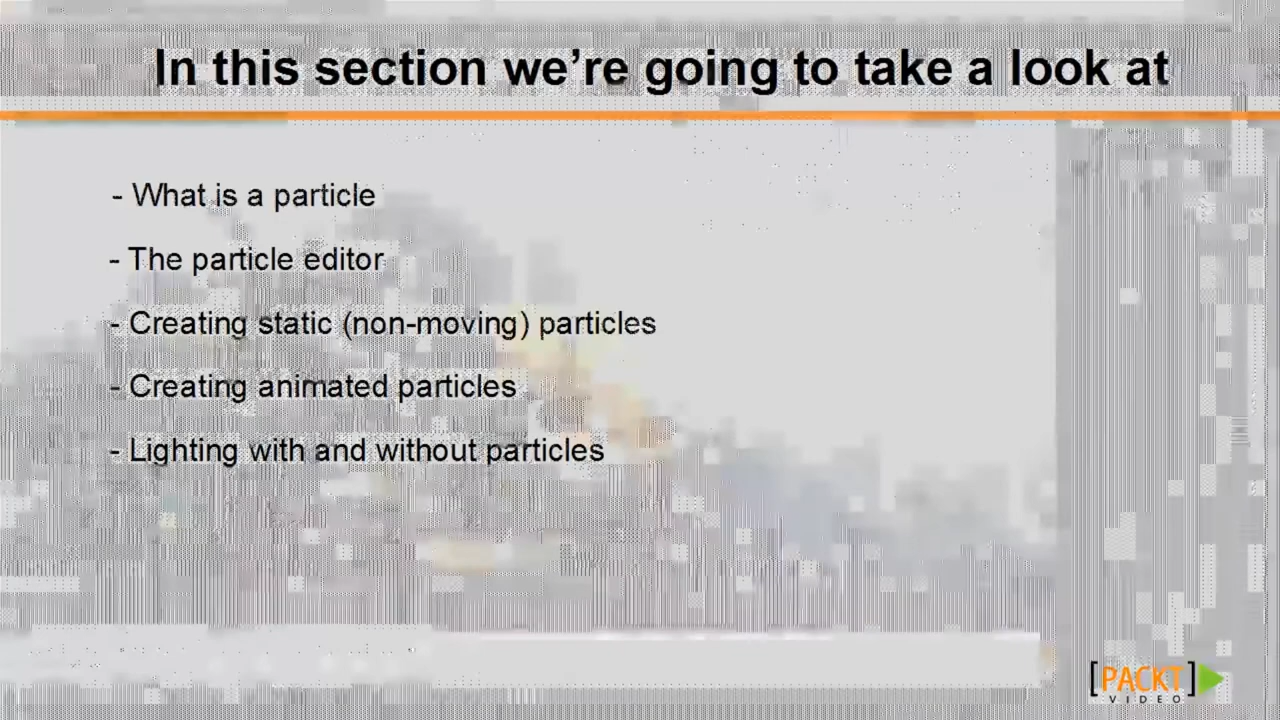 In this section we're going to take a look at
- What is a particle
- The particle editor
- Creating static (non-moving) particles
- Creating animated particles
- Lighting with and without particles
[PACKT]
VIDEO